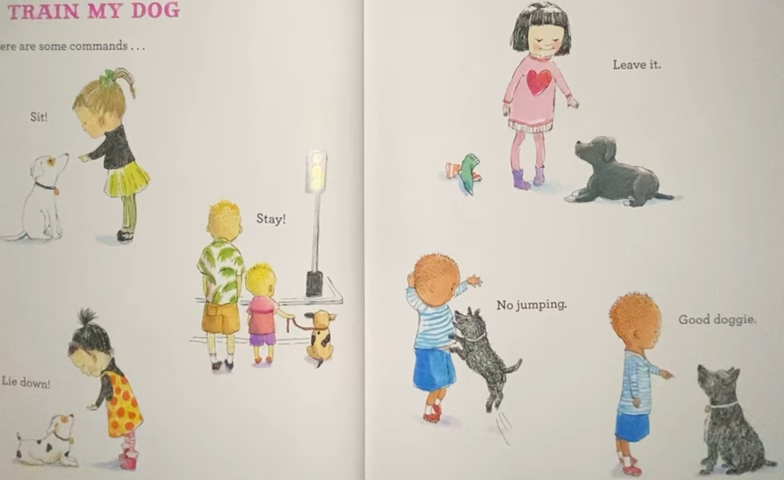 TRAIN MY DOG
ere are some commands . . .
Sit!
Stay!
Lie down!
Leave it.
No jumping.
Good doggie.